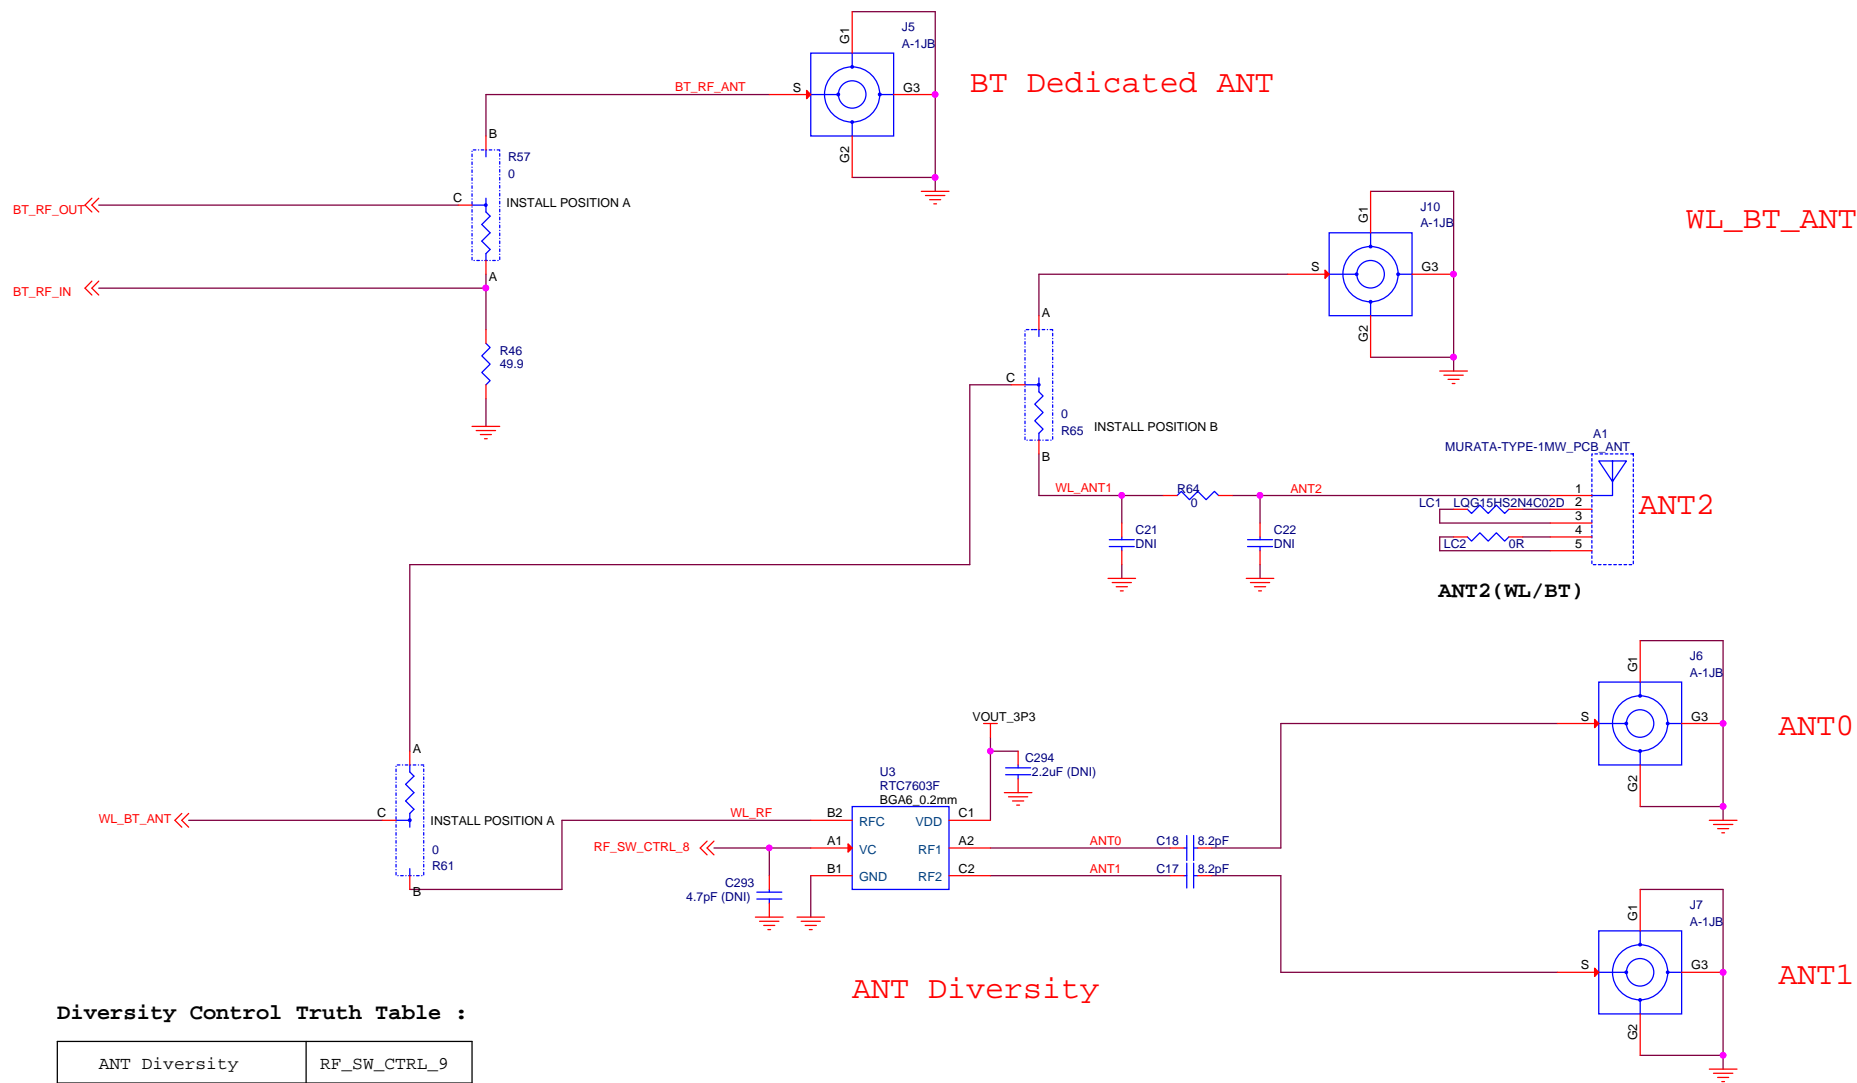 J5
A-1JB
G1
S
G3
G2
BT Dedicated ANT
BT_RF_ANT
B
R57
0
C
INSTALL POSITION A
BT_RF_OUT
A
BT_RF_IN
R46
49.9
J10
A-1JB
G1
S
G3
G2
WL_BT_ANT
A
C
0
R65
INSTALL POSITION B
B
WL_ANT1
R64
0
ANT2
C21
DNI
C22
DNI
A1
MURATA-TYPE-1MW_PCB_ANT
1
LC1 LQG15HS2N4C02D
2
3
4
LC2 0R
5
ANT2
ANT2(WL/BT)
J6
A-1JB
G1
S
G3
G2
ANT0
VOUT_3P3
C294
2.2uF (DNI)
U3
RTC7603F
BGA6_0.2mm
A
WL_BT_ANT
C
INSTALL POSITION A
0
R61
B
WL_RF
B2
RFC
VDD
C1
RF_SW_CTRL_8
A1
VC
RF1
A2
ANT0
C18
8.2pF
B1
GND
RF2
C2
ANT1
C17
8.2pF
C293
4.7pF (DNI)
J7
A-1JB
G1
S
G3
G2
ANT1
ANT Diversity
Diversity Control Truth Table :
ANT Diversity RF_SW_CTRL_9